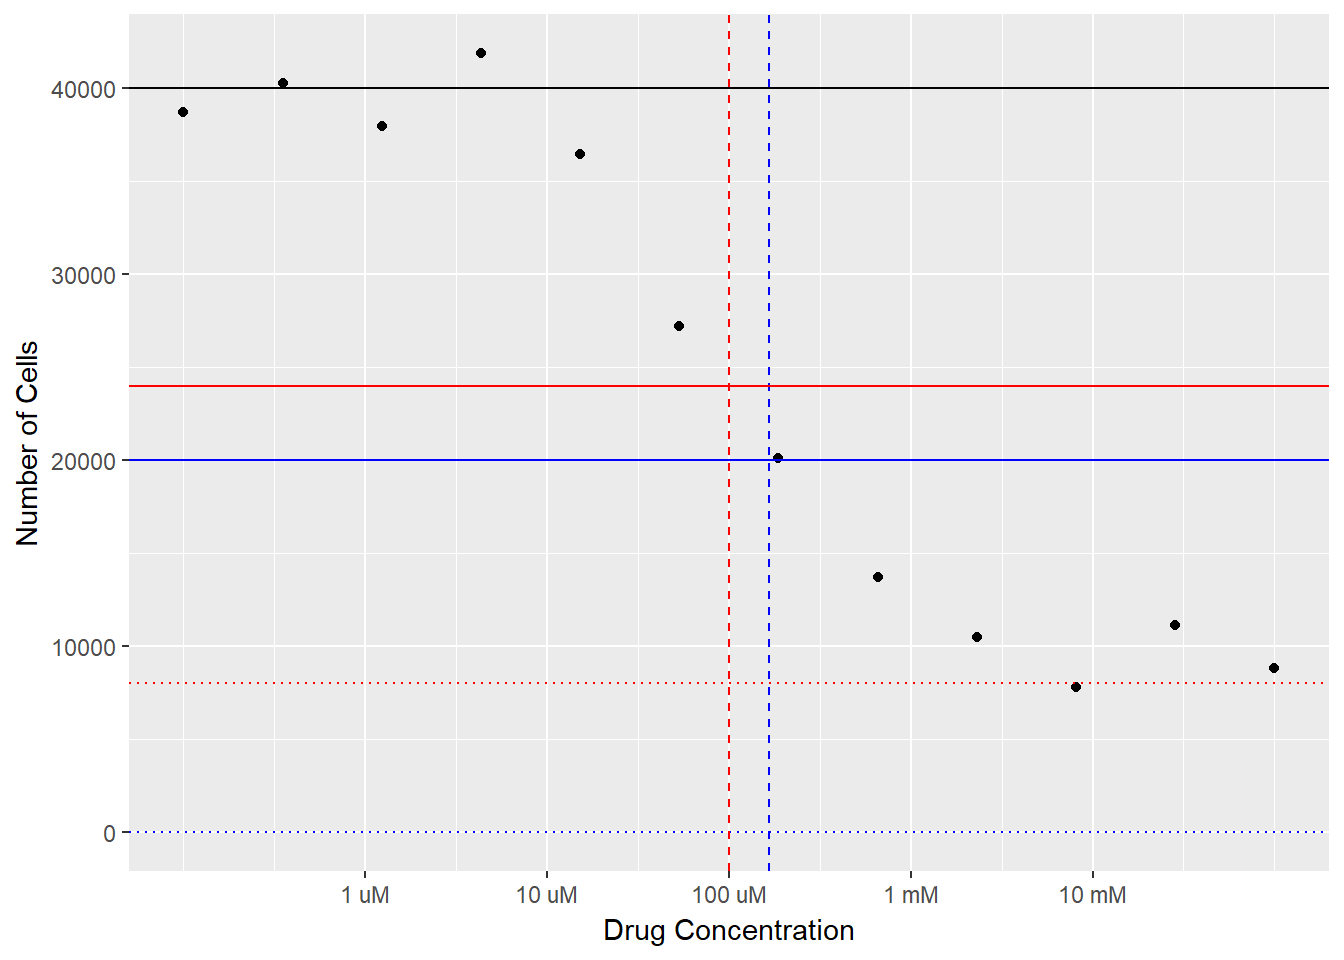 40000
30000
20000
10000
0
Number of Cells
1 uM
10 uM
100 uM
1 mM
10 mM
Drug Concentration